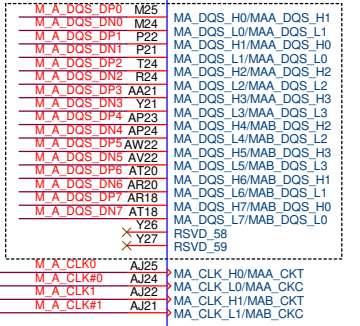 M_A_DQS_DP0 M25 MA_DQS_H0/MAA_DQS_H1
M_A_DQS_DN0 M24 MA_DQS_L0/MAA_DQS_L1
M_A_DQS_DP1 P22 MA_DQS_H1/MAA_DQS_H0
M_A_DQS_DN1 P21 MA_DQS_L1/MAA_DQS_L0
M_A_DQS_DP2 T24 MA_DQS_H2/MAA_DQS_H2
M_A_DQS_DN2 R24 MA_DQS_L2/MAA_DQS_L2
M_A_DQS_DP3 AA21 MA_DQS_H3/MAA_DQS_H3
M_A_DQS_DN3 Y21 MA_DQS_L3/MAA_DQS_L3
M_A_DQS_DP4 AP23 MA_DQS_H4/MAB_DQS_H2
M_A_DQS_DN4 AP24 MA_DQS_L4/MAB_DQS_L2
M_A_DQS_DP5 AW22 MA_DQS_H5/MAB_DQS_H3
M_A_DQS_DN5 AV22 MA_DQS_L5/MAB_DQS_L3
M_A_DQS_DP6 AT20 MA_DQS_H6/MAB_DQS_H1
M_A_DQS_DN6 AR20 MA_DQS_L6/MAB_DQS_L1
M_A_DQS_DP7 AR18 MA_DQS_H7/MAB_DQS_H0
M_A_DQS_DN7 AT18 MA_DQS_L7/MAB_DQS_L0
Y26 RSVD_58
Y27 RSVD_59
M_A_CLK0 AJ25 MA_CLK_H0/MAA_CKT
M_A_CLK#0 AJ24 MA_CLK_L0/MAA_CKC
M_A_CLK1 AJ22 MA_CLK_H1/MAB_CKT
M_A_CLK#1 AJ21 MA_CLK_L1/MAB_CKC